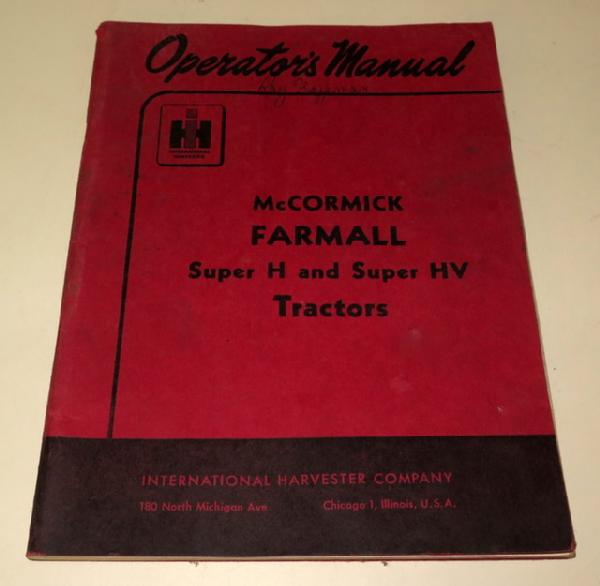 Operator's Manual
IH
McCORMICK
FARMALL
Super H and Super HV
Tractors
INTERNATIONAL HARVESTER COMPANY
180 North Michigan Ave. Chicago 1, Illinois, U.S.A.